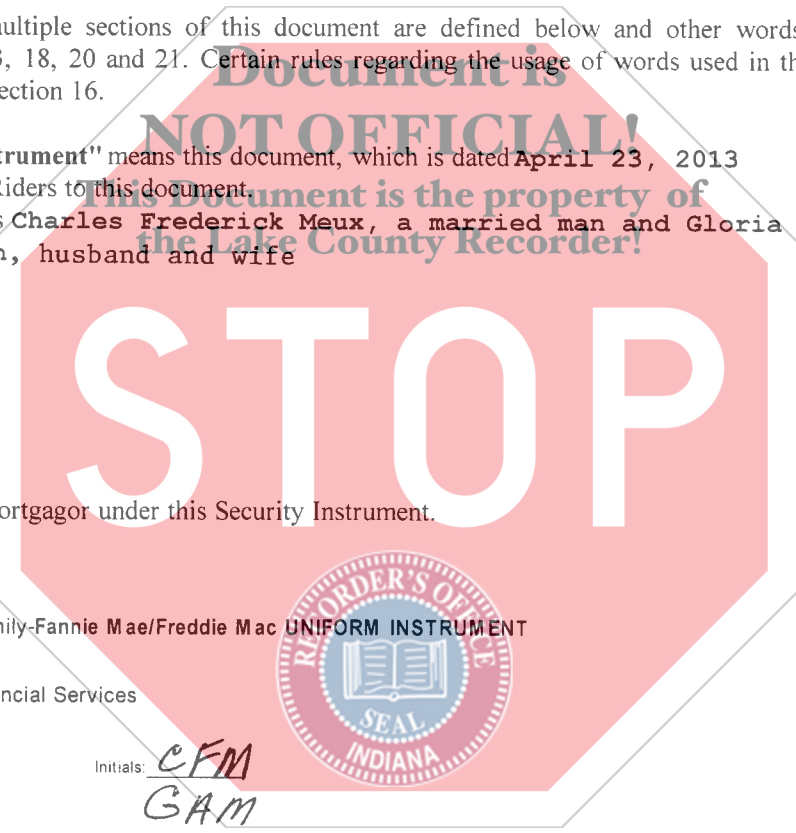 multiple sections of this document are defined below and other words
3, 18, 20 and 21. Certain rules regarding the usage of words used in th
ection 16.
Document is
NOT OFFICIAL!
This Document is the property of
the Lake County Recorder!
trument" means this document, which is dated April 23, 2013
Riders to this document.
s Charles Frederick Meux, a married man and Gloria
n, husband and wife
STOP
ortgagor under this Security Instrument.
RECORDER'S OFFICE
SEAL
INDIANA
nily-Fannie Mae/Freddie Mac UNIFORM INSTRUMENT
ncial Services
Initials: CFM
GAM